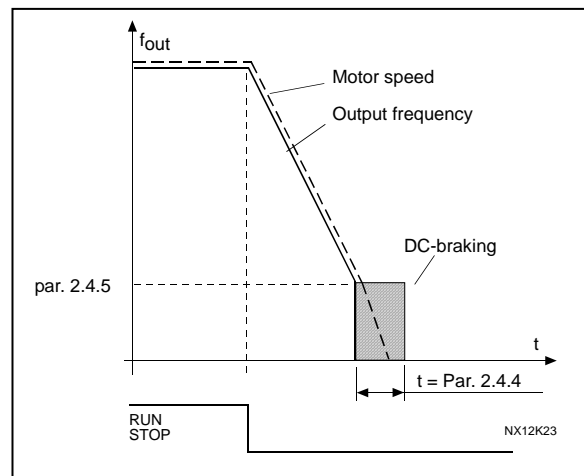 fout
Motor speed
Output frequency
DC-braking
par. 2.4.5
t
t = Par. 2.4.4
RUN
STOP
NX12K23